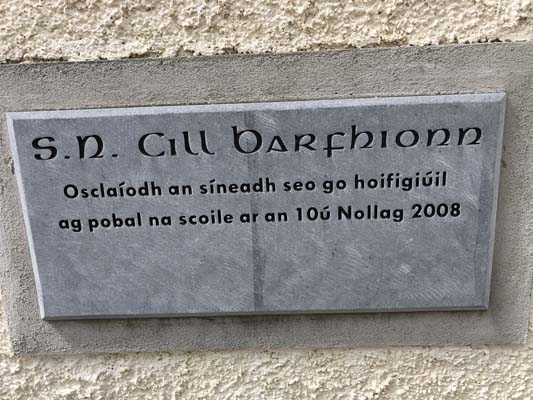 S.N. Cill Barfhionn
Osclaíodh an síneadh seo go hoifigiúil
ag pobal na scoile ar an 10ú Nollag 2008